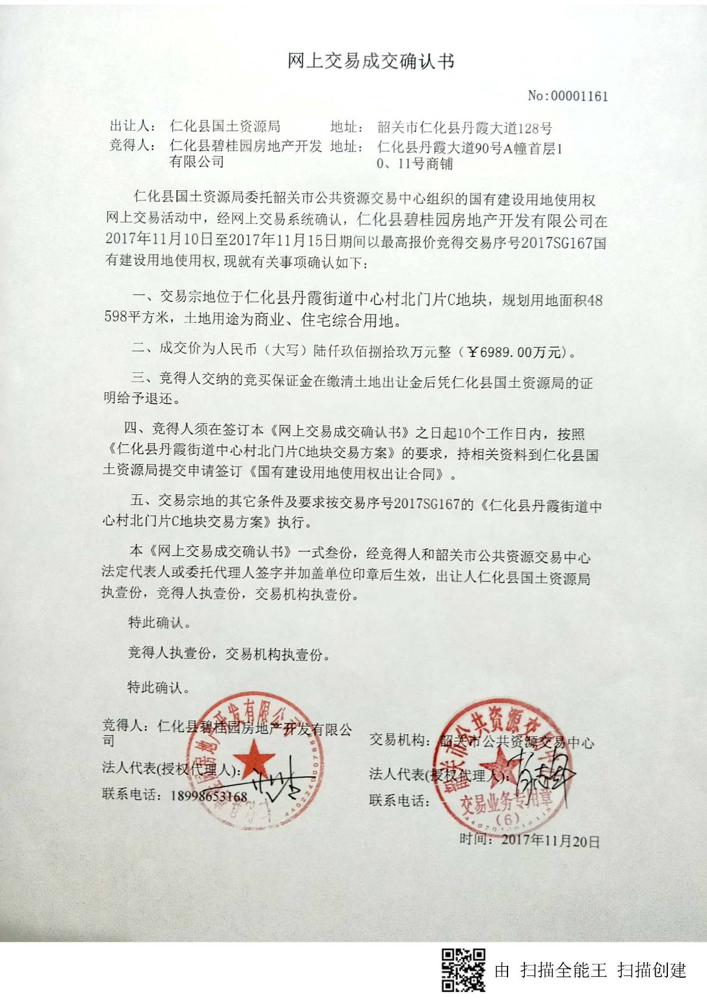 网上交易成交确认书
No:00001161
出让人： 仁化县国土资源局 地址： 韶关市仁化县丹霞大道128号
竞得人： 仁化县碧桂园房地产开发 地址： 仁化县丹霞大道90号A幢首层1
有限公司 0、11号商铺
仁化县国土资源局委托韶关市公共资源交易中心组织的国有建设用地使用权
网上交易活动中，经网上交易系统确认，仁化县碧桂园房地产开发有限公司在
2017年11月10日至2017年11月15日期间以最高报价竞得交易序号2017SG167国
有建设用地使用权,现就有关事项确认如下：
一、交易宗地位于仁化县丹霞街道中心村北门片C地块，规划用地面积48
598平方米，土地用途为商业、住宅综合用地。
二、成交价为人民币（大写）陆仟玖佰捌拾玖万元整（￥6989.00万元)。
三、竞得人交纳的竞买保证金在缴清土地出让金后凭仁化县国土资源局的证
明给予退还。
四、竞得人须在签订本《网上交易成交确认书》之日起10个工作日内，按照
《仁化县丹霞街道中心村北门片C地块交易方案》的要求，持相关资料到仁化县国
土资源局提交申请签订《国有建设用地使用权出让合同》。
五、交易宗地的其它条件及要求按交易序号2017SG167的《仁化县丹霞街道中
心村北门片C地块交易方案》执行。
本《网上交易成交确认书》一式叁份，经竞得人和韶关市公共资源交易中心
法定代表人或委托代理人签字并加盖单位印章后生效，出让人仁化县国土资源局
执壹份，竞得人执壹份，交易机构执壹份。
特此确认。
竞得人执壹份，交易机构执壹份。
特此确认。
竞得人：仁化县碧桂园房地产开发有限公
司
法人代表(授权代理人)：
联系电话：18998653168
交易机构：韶关市公共资源交易中心
法人代表(授权代理人)：
联系电话：
韶关市公共资源交易中心
交易业务专用章
(6)
时间：2017年11月20日
由 扫描全能王 扫描创建